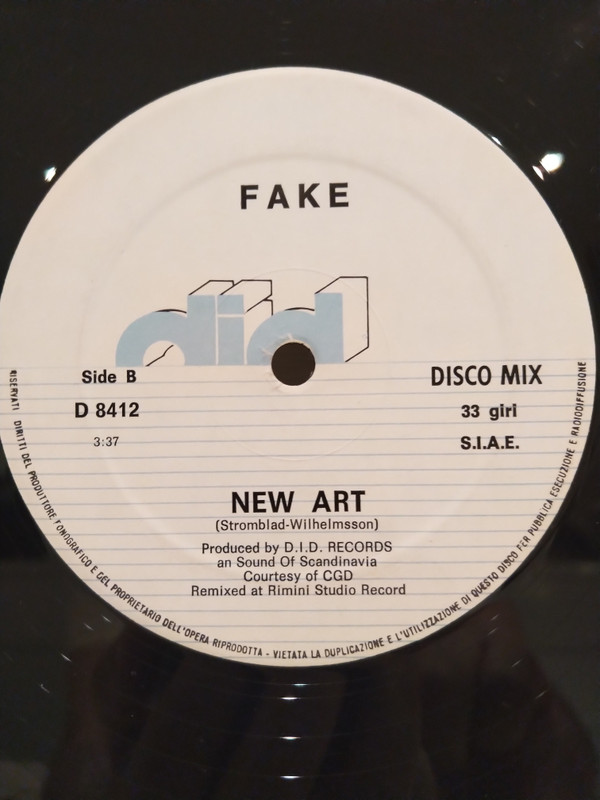 FAKE
did
Side B
D 8412
3:37
DISCO MIX
33 giri
S.I.A.E.
NEW ART
(Stromblad-Wilhelmsson)
Produced by D.I.D. RECORDS
an Sound Of Scandinavia
Courtesy of CGD
Remixed at Rimini Studio Record
RISERVATI DIRITTI DEL PRODUTTORE FONOGRAFICO E DEL PROPRIETARIO DELL'OPERA RIPRODOTTA - VIETATA LA DUPLICAZIONE E L'UTILIZZAZIONE DI QUESTO DISCO PER PUBBLICA ESECUZIONE E RADIODIFFUSIONE